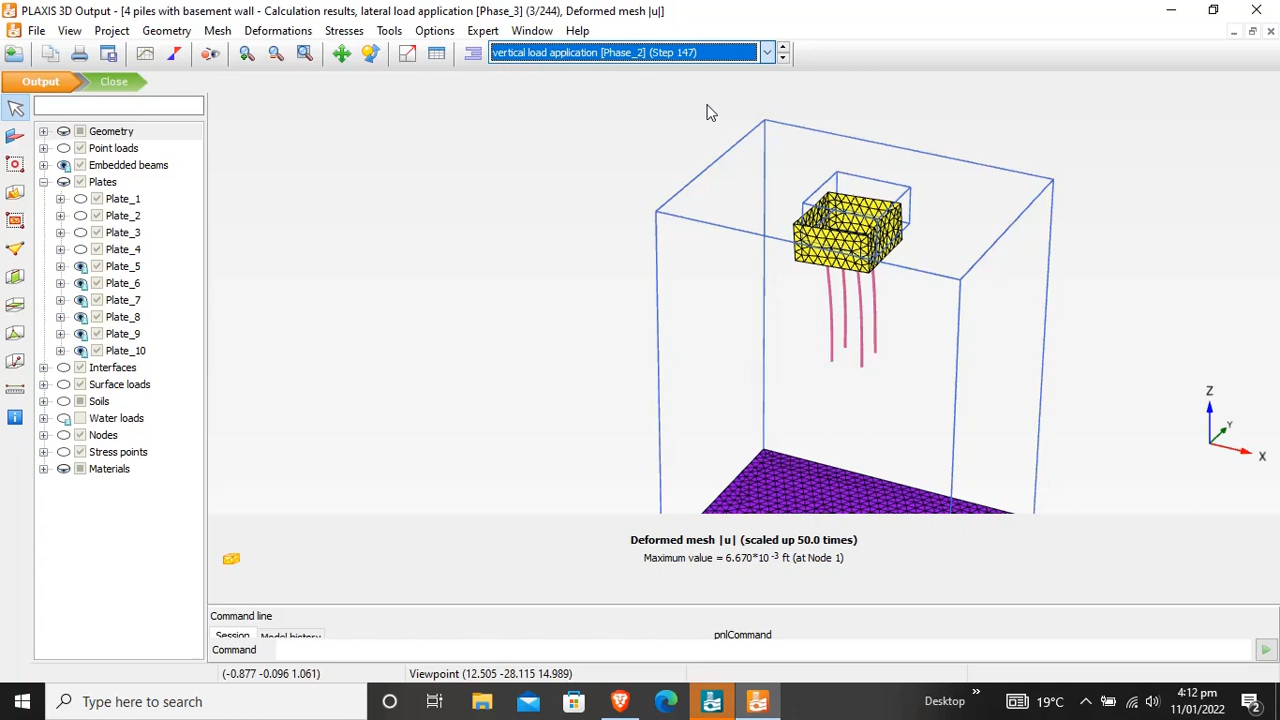 PLAXIS 3D Output - [4 piles with basement wall - Calculation results, lateral load application [Phase_3] (3/244), Deformed mesh |u|]
File View Project Geometry Mesh Deformations Stresses Tools Options Expert Window Help
vertical load application [Phase_2] (Step 147)
Output Close
Geometry
Point loads
Embedded beams
Plates
Plate_1
Plate_2
Plate_3
Plate_4
Plate_5
Plate_6
Plate_7
Plate_8
Plate_9
Plate_10
Interfaces
Surface loads
Soils
Water loads
Nodes
Stress points
Materials
Z
Y
X
Deformed mesh |u| (scaled up 50.0 times)
Maximum value = 6.670*10 -3 ft (at Node 1)
Command line
Session Model history
pnlCommand
Command
(-0.877 -0.096 1.061) Viewpoint (12.505 -28.115 14.989)
Type here to search
Desktop
19°C
4:12 pm
11/01/2022
2